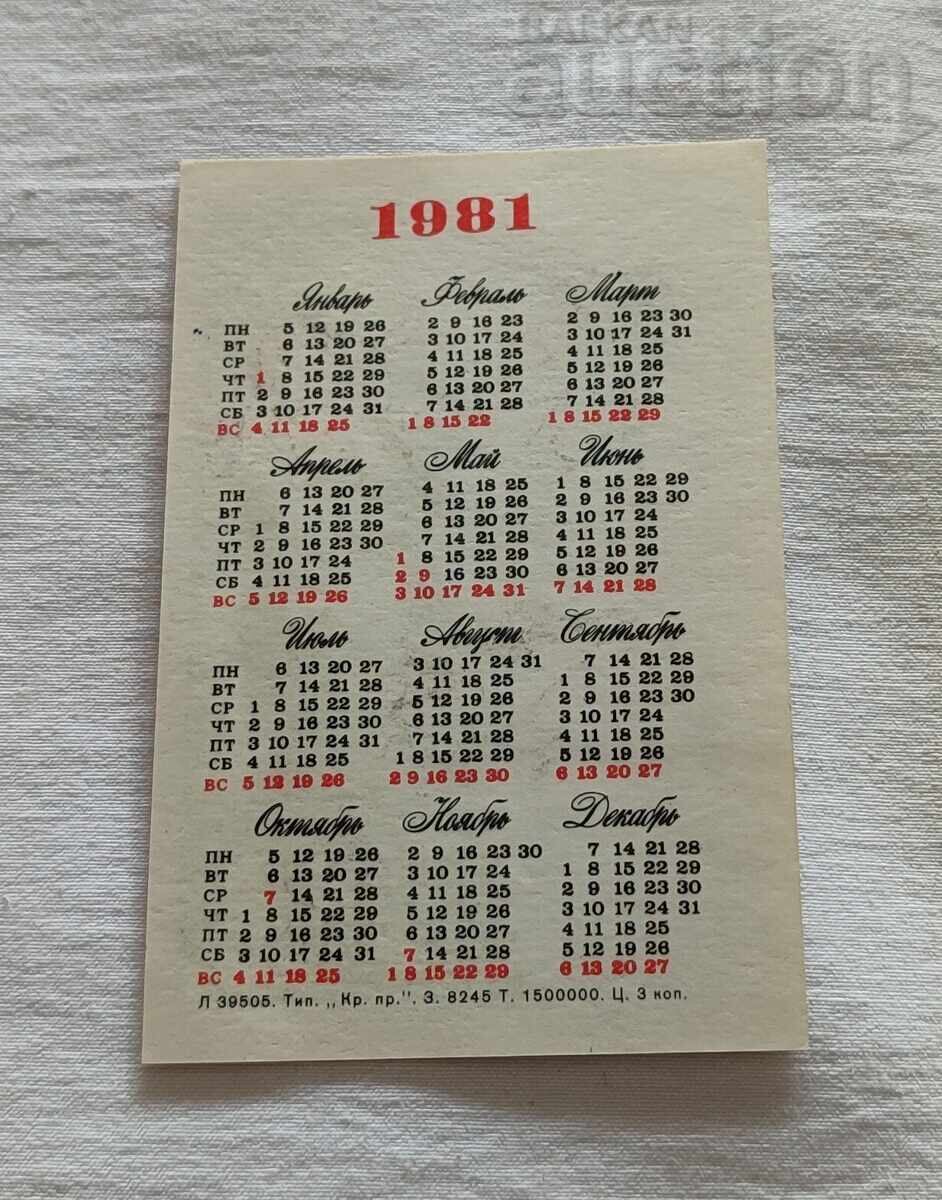 BALKAN
auction
1981
Январь Февраль Март
ПН 5 12 19 26 2 9 16 23 2 9 16 23 30
ВТ 6 13 20 27 3 10 17 24 3 10 17 24 31
СР 7 14 21 28 4 11 18 25 4 11 18 25
ЧТ 1 8 15 22 29 5 12 19 26 5 12 19 26
ПТ 2 9 16 23 30 6 13 20 27 6 13 20 27
СБ 3 10 17 24 31 7 14 21 28 7 14 21 28
ВС 4 11 18 25 1 8 15 22 1 8 15 22 29
Апрель Май Июнь
ПН 6 13 20 27 4 11 18 25 1 8 15 22 29
ВТ 7 14 21 28 5 12 19 26 2 9 16 23 30
СР 1 8 15 22 29 6 13 20 27 3 10 17 24
ЧТ 2 9 16 23 30 7 14 21 28 4 11 18 25
ПТ 3 10 17 24 1 8 15 22 29 5 12 19 26
СБ 4 11 18 25 2 9 16 23 30 6 13 20 27
ВС 5 12 19 26 3 10 17 24 31 7 14 21 28
Июль Август Сентябрь
ПН 6 13 20 27 3 10 17 24 31 7 14 21 28
ВТ 7 14 21 28 4 11 18 25 1 8 15 22 29
СР 1 8 15 22 29 5 12 19 26 2 9 16 23 30
ЧТ 2 9 16 23 30 6 13 20 27 3 10 17 24
ПТ 3 10 17 24 31 7 14 21 28 4 11 18 25
СБ 4 11 18 25 1 8 15 22 29 5 12 19 26
ВС 5 12 19 26 2 9 16 23 30 6 13 20 27
Октябрь Ноябрь Декабрь
ПН 5 12 19 26 2 9 16 23 30 7 14 21 28
ВТ 6 13 20 27 3 10 17 24 1 8 15 22 29
СР 7 14 21 28 4 11 18 25 2 9 16 23 30
ЧТ 1 8 15 22 29 5 12 19 26 3 10 17 24 31
ПТ 2 9 16 23 30 6 13 20 27 4 11 18 25
СБ 3 10 17 24 31 7 14 21 28 5 12 19 26
ВС 4 11 18 25 1 8 15 22 29 6 13 20 27
Л 39505. Тип. „Кр. пр.". З. 8245 Т. 1500000. Ц. 3 коп.